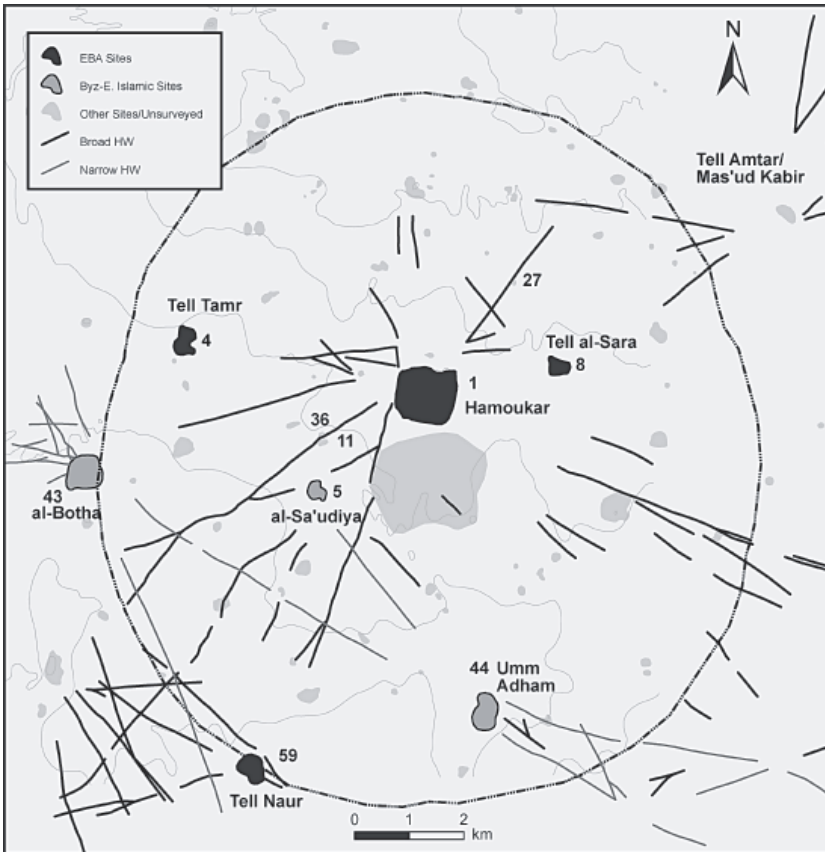 N
EBA Sites
Byz-E. Islamic Sites
Other Sites/Unsurveyed
Broad HW
Narrow HW
Tell Amtar/
Mas'ud Kabir
27
Tell Tamr
4
Tell al-Sara
8
1
Hamoukar
36
11
5
al-Sa'udiya
43
al-Botha
44 Umm
Adham
59
Tell Naur
0 1 2
km